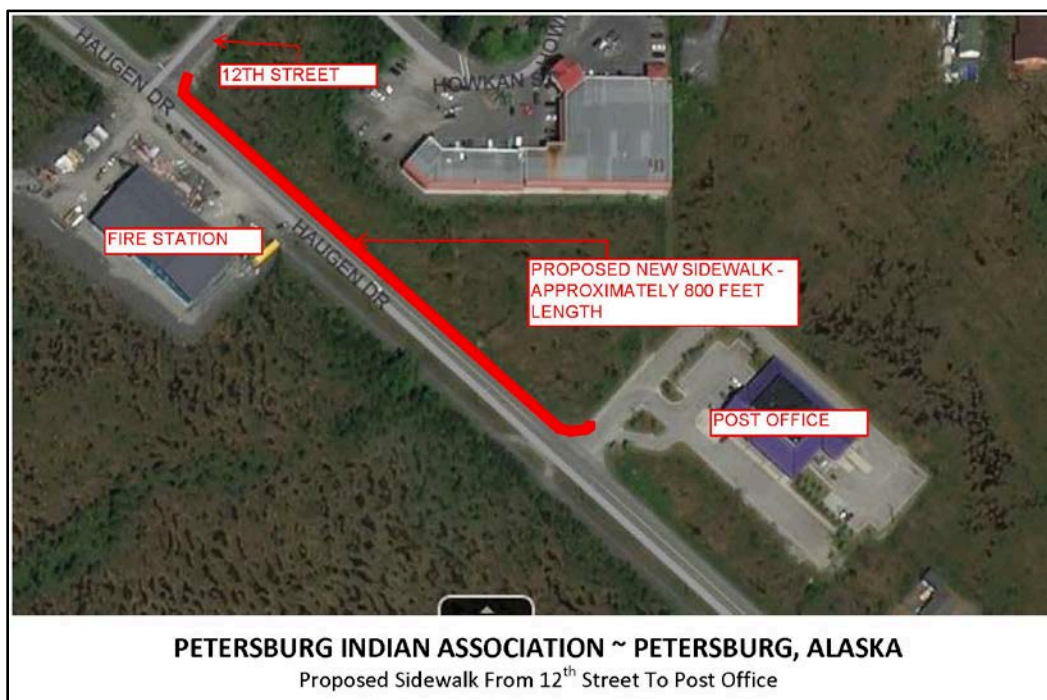 HAUGEN DR
12TH STREET
HOWKAN S
HOWK
FIRE STATION
HAUGEN DR
PROPOSED NEW SIDEWALK -
APPROXIMATELY 800 FEET
LENGTH
POST OFFICE
PETERSBURG INDIAN ASSOCIATION ~ PETERSBURG, ALASKA
Proposed Sidewalk From 12th Street To Post Office